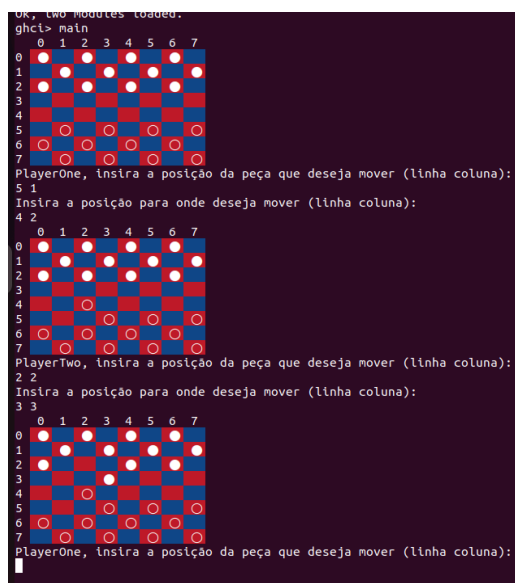 Ok, two modules loaded.
ghci> main
0 1 2 3 4 5 6 7
0
1
2
3
4
5
6
7
PlayerOne, insira a posição da peça que deseja mover (linha coluna):
5 1
Insira a posição para onde deseja mover (linha coluna):
4 2
0 1 2 3 4 5 6 7
0
1
2
3
4
5
6
7
PlayerTwo, insira a posição da peça que deseja mover (linha coluna):
2 2
Insira a posição para onde deseja mover (linha coluna):
3 3
0 1 2 3 4 5 6 7
0
1
2
3
4
5
6
7
PlayerOne, insira a posição da peça que deseja mover (linha coluna):